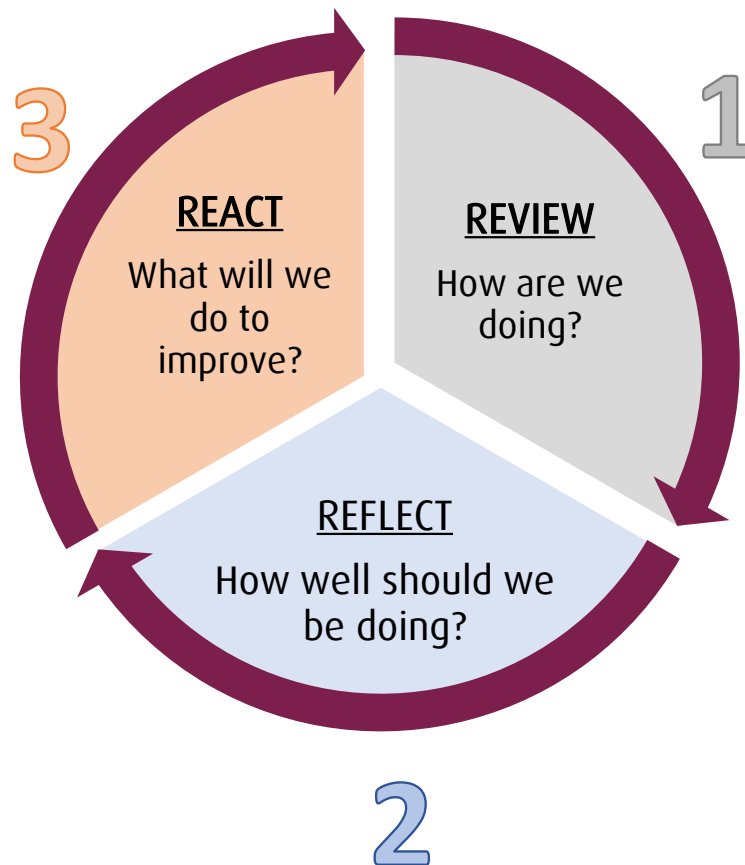 1
REVIEW
How are we
doing?
2
REFLECT
How well should we
be doing?
3
REACT
What will we
do to
improve?